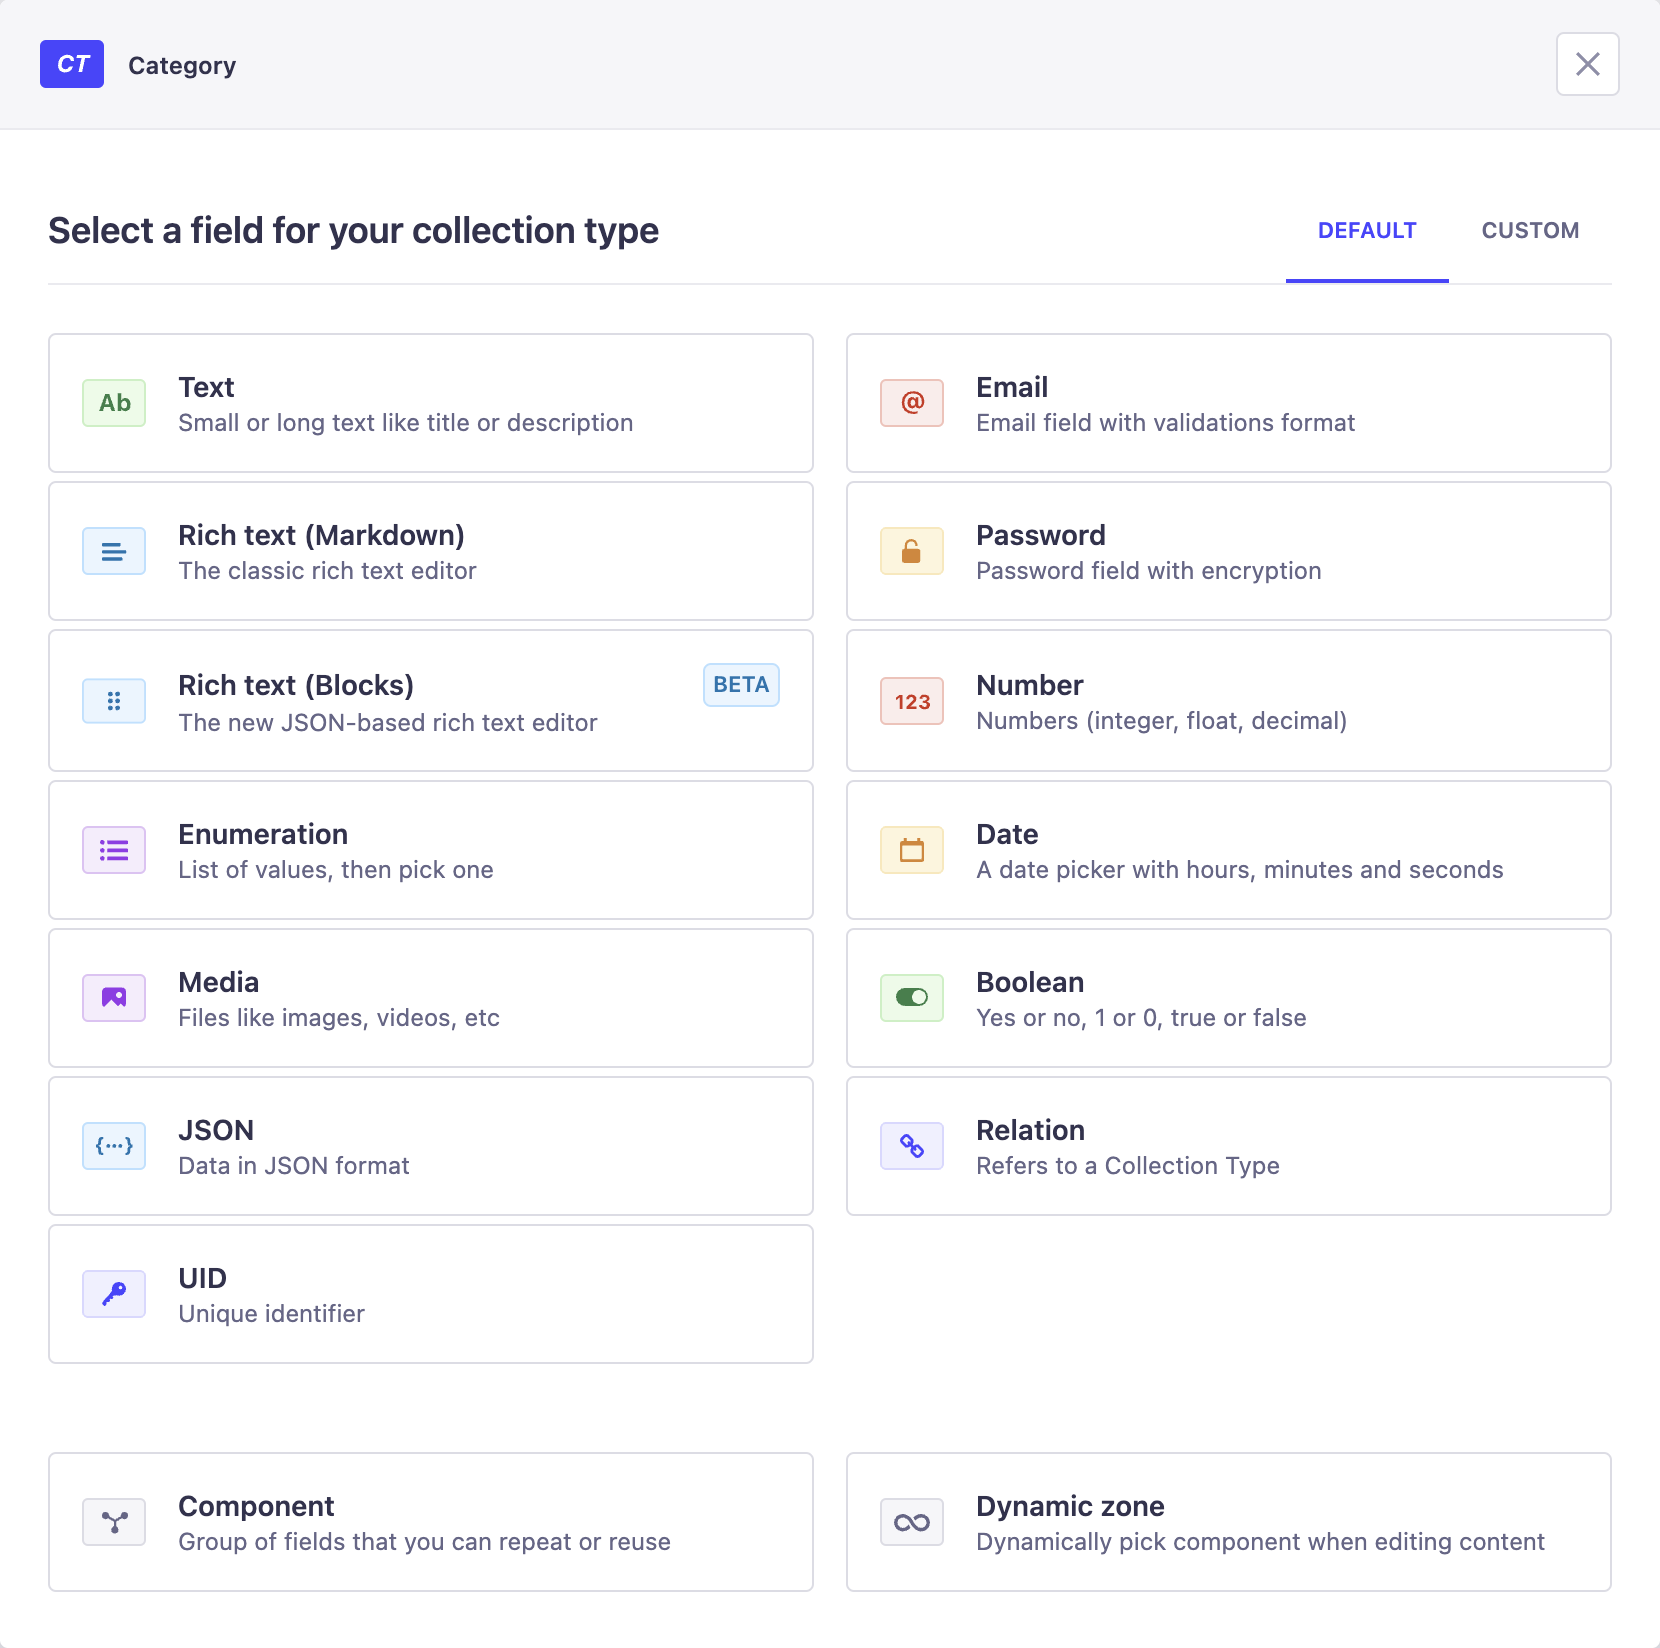 CT
Category
Select a field for your collection type
DEFAULT
CUSTOM
Ab
Text
Small or long text like title or description
@
Email
Email field with validations format
Rich text (Markdown)
The classic rich text editor
Password
Password field with encryption
Rich text (Blocks)
BETA
The new JSON-based rich text editor
123
Number
Numbers (integer, float, decimal)
Enumeration
List of values, then pick one
Date
A date picker with hours, minutes and seconds
Media
Files like images, videos, etc
Boolean
Yes or no, 1 or 0, true or false
{···}
JSON
Data in JSON format
Relation
Refers to a Collection Type
UID
Unique identifier
Component
Group of fields that you can repeat or reuse
Dynamic zone
Dynamically pick component when editing content